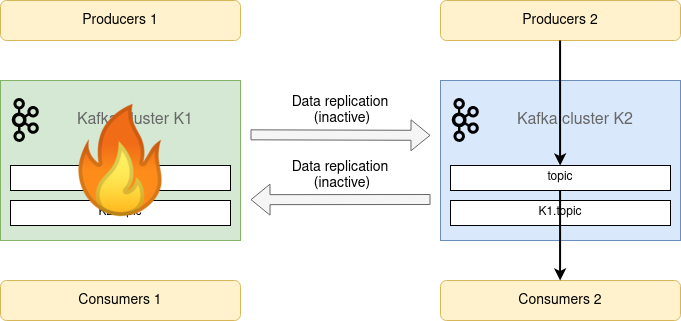 Producers 1
Producers 2
Kafka cluster K1
Data replication
(inactive)
Kafka cluster K2
Data replication
(inactive)
topic
K2.topic
K1.topic
Consumers 1
Consumers 2